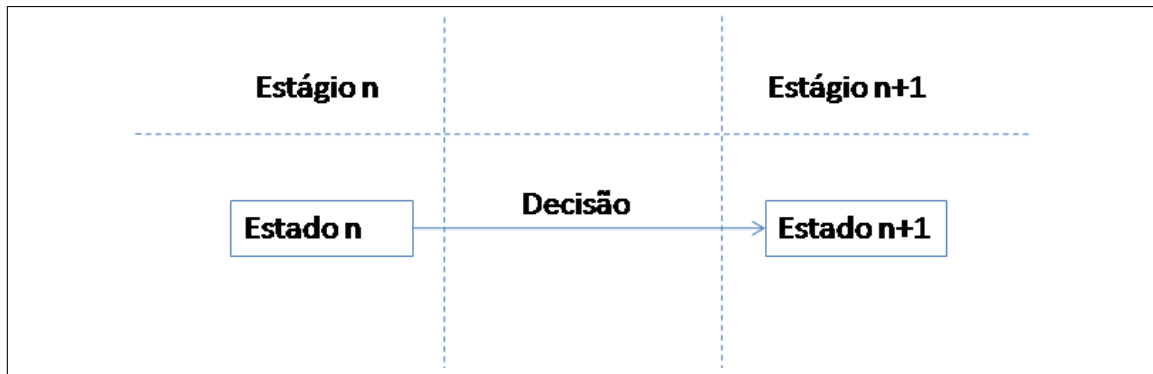 Estágio n
Estágio n+1
Decisão
Estado n
Estado n+1